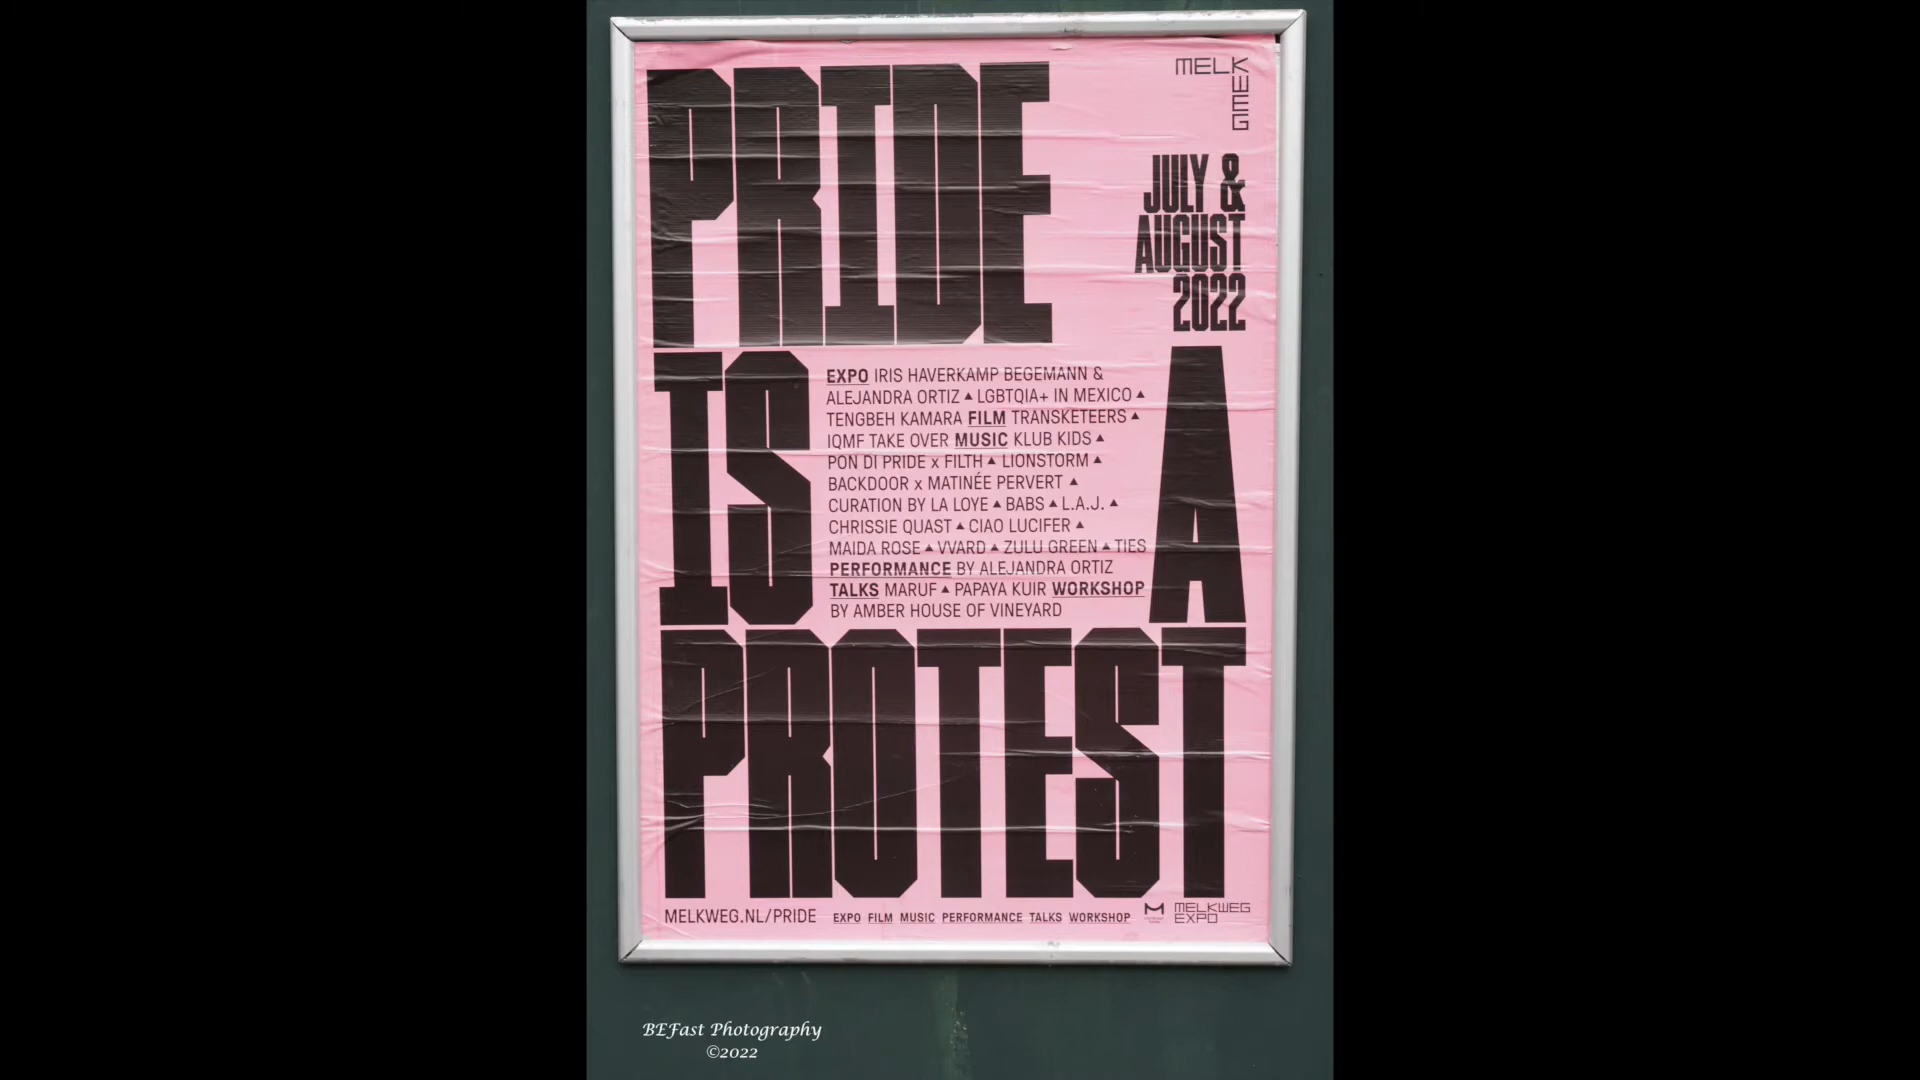 PRIDE
MELK
WEG
JULY &
AUGUST
2022
IS
A
EXPO IRIS HAVERKAMP BEGEMANN &
ALEJANDRA ORTIZ ▲ LGBTQIA+ IN MEXICO ▲
TENGBEH KAMARA FILM TRANSKETEERS ▲
IQMF TAKE OVER MUSIC KLUB KIDS ▲
PON DI PRIDE x FILTH ▲ LIONSTORM ▲
BACKDOOR x MATINÉE PERVERT ▲
CURATION BY LA LOYE ▲ BABS ▲ L.A.J. ▲
CHRISSIE QUAST ▲ CIAO LUCIFER ▲
MAIDA ROSE ▲ VVARD ▲ ZULU GREEN ▲ TIES
PERFORMANCE BY ALEJANDRA ORTIZ
TALKS MARUF ▲ PAPAYA KUIR WORKSHOP
BY AMBER HOUSE OF VINEYARD
PROTEST
MELKWEG.NL/PRIDE EXPO FILM MUSIC PERFORMANCE TALKS WORKSHOP
MELKWEG
EXPO
BEFast Photography
©2022